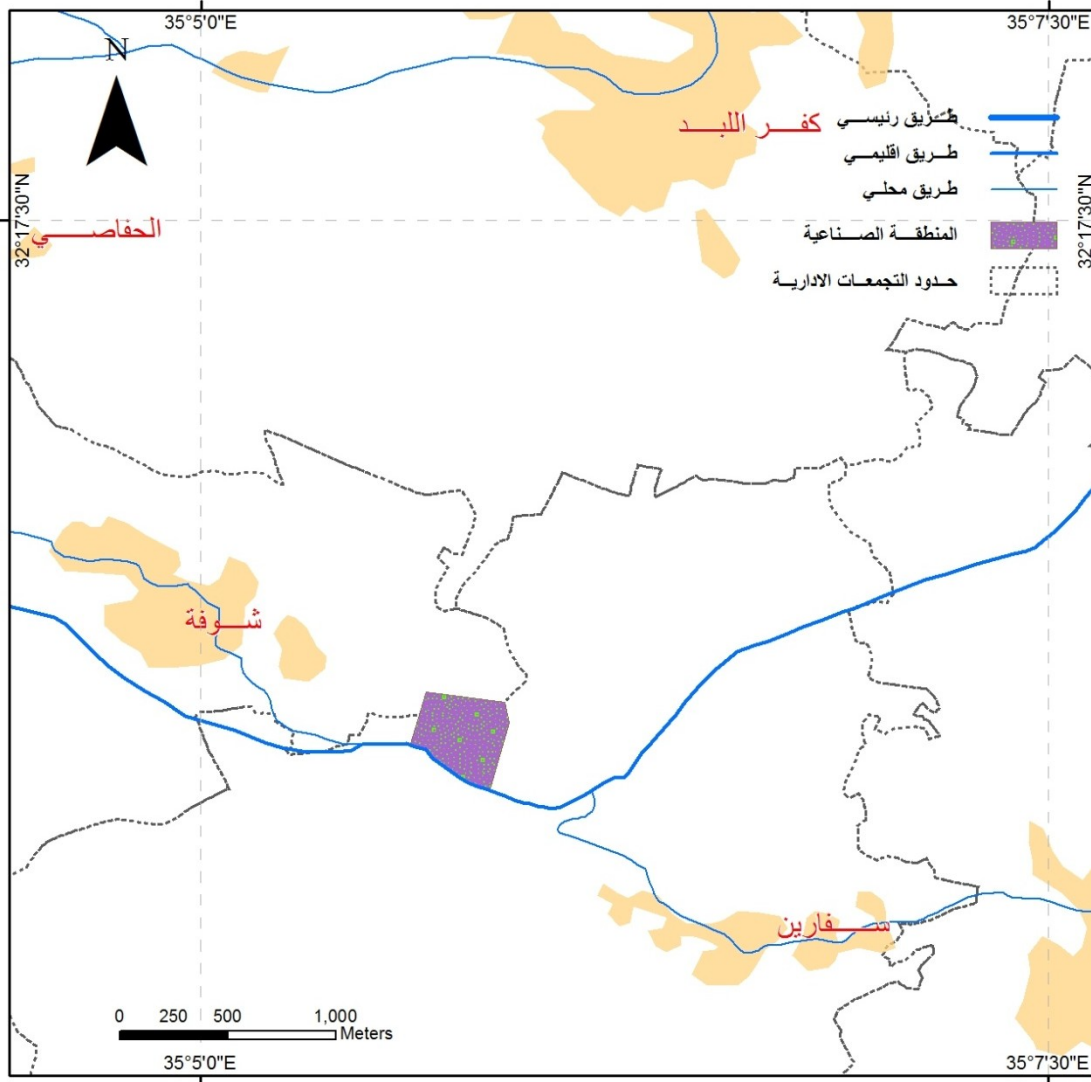 35°5'0"E
35°7'30"E
N
كفر اللبد
طريق رئيسي
طريق اقليمي
طريق محلي
32°17'30"N
32°17'30"N
الحفاصي
المنطقة الصناعية
حدود التجمعات الادارية
شوفة
سفارين
0 250 500 1,000
Meters
35°5'0"E
35°7'30"E